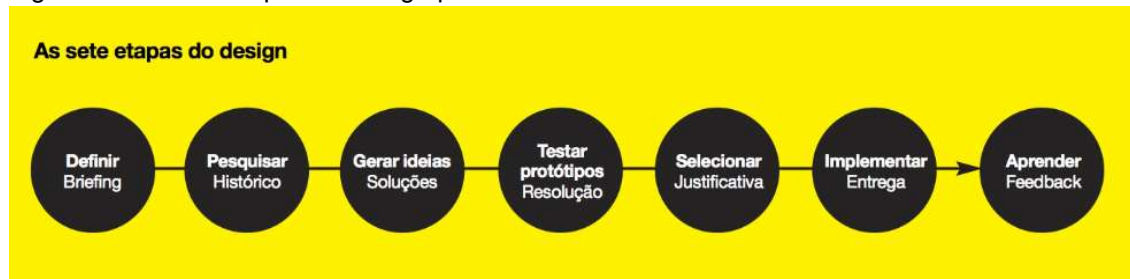 As sete etapas do design
Definir
Briefing
Pesquisar
Histórico
Gerar ideias
Soluções
Testar
protótipos
Resolução
Selecionar
Justificativa
Implementar
Entrega
Aprender
Feedback